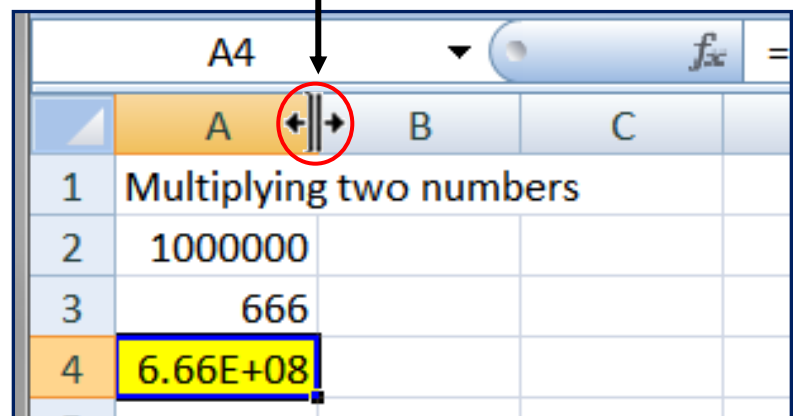 A4 fx =
A B C
1 Multiplying two numbers
2 1000000
3 666
4 6.66E+08